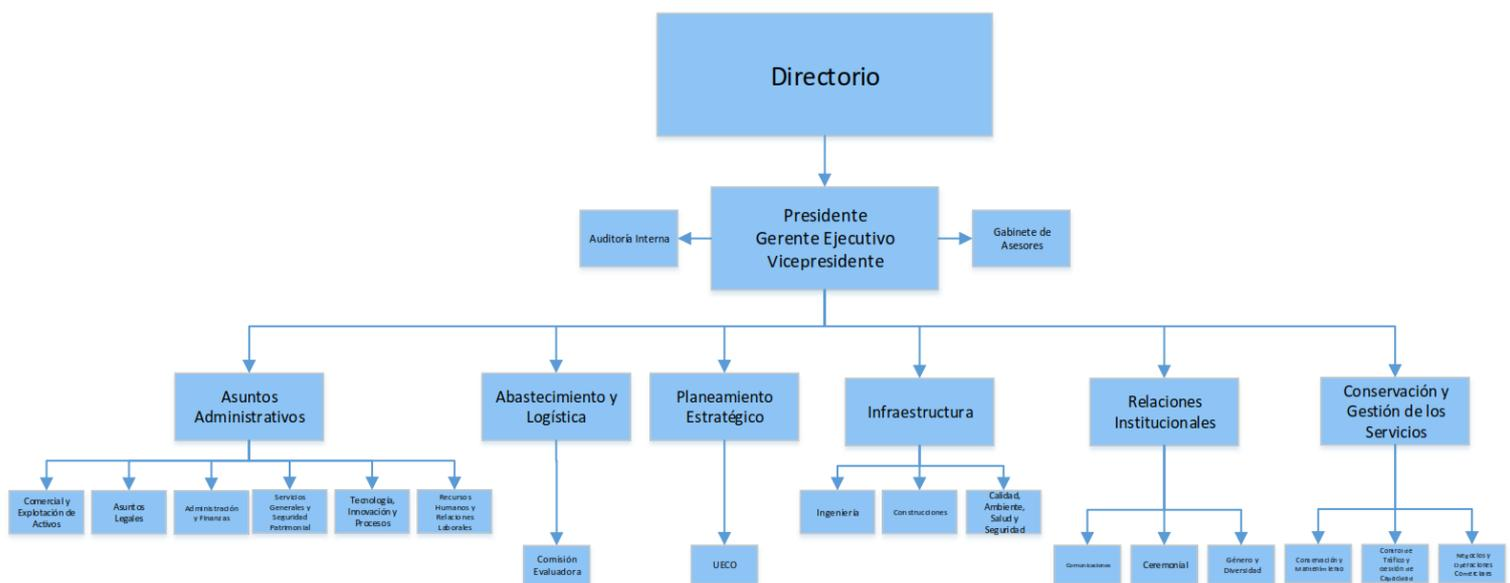 Directorio
Presidente
Gerente Ejecutivo
Vicepresidente
Auditoría Interna
Gabinete de
Asesores
Asuntos
Administrativos
Abastecimiento y
Logística
Planeamiento
Estratégico
Infraestructura
Relaciones
Institucionales
Conservación y
Gestión de los
Servicios
Comercial y
Explotación de
Activos
Asuntos
Legales
Administración
y Finanzas
Servicios
Generales y
Seguridad
Patrimonial
Tecnología,
Innovación y
Procesos
Recursos
Humanos y
Relaciones
Laborales
Comisión
Evaluadora
UECO
Ingeniería
Construcciones
Calidad,
Ambiente,
Salud y
Seguridad
Comunicaciones
Ceremonial
Género y
Diversidad
Conservación y
Mantenimiento
Control de
Tráfico y
Gestión de
Capacidad
Negocios y
Operaciones
Comerciales